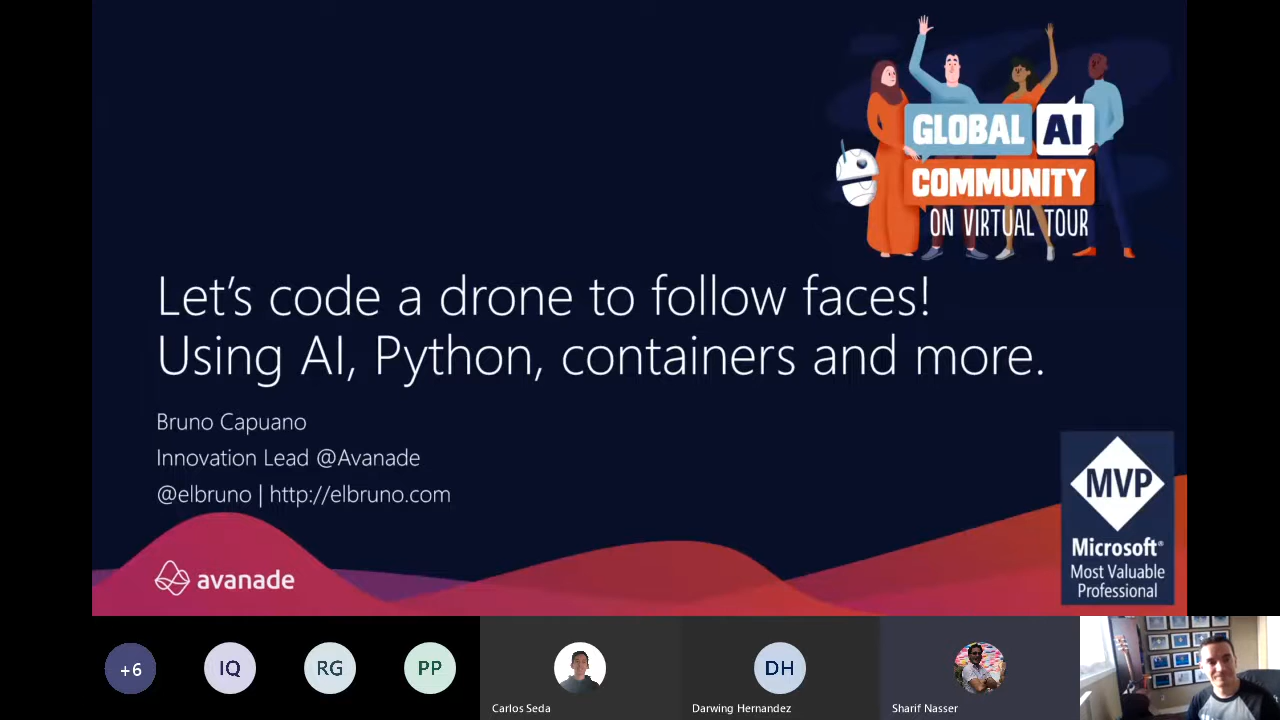 GLOBAL AI
COMMUNITY
ON VIRTUAL TOUR
Let's code a drone to follow faces!
Using AI, Python, containers and more.
Bruno Capuano
Innovation Lead @Avanade
@elbruno | http://elbruno.com
MVP
Microsoft®
Most Valuable
Professional
avanade
+6
IQ
RG
PP
DH
Carlos Seda
Darwing Hernandez
Sharif Nasser